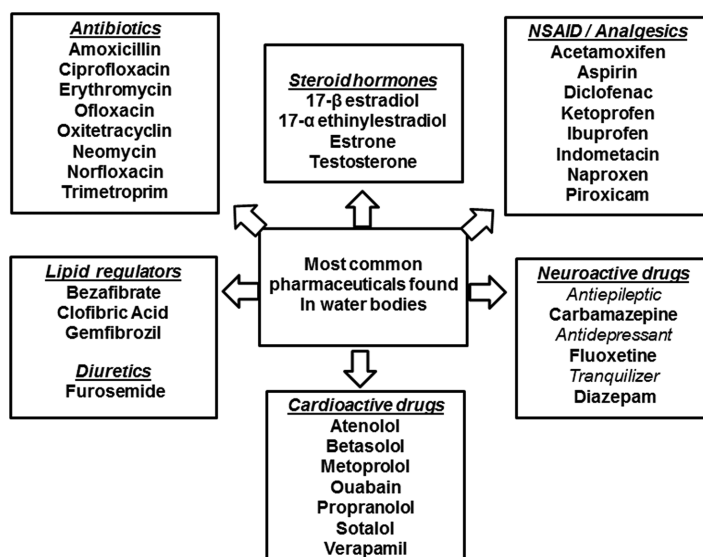 Antibiotics
Amoxicillin
Ciprofloxacin
Erythromycin
Ofloxacin
Oxitetracyclin
Neomycin
Norfloxacin
Trimetroprim
Steroid hormones
17-β estradiol
17-α ethinylestradiol
Estrone
Testosterone
NSAID / Analgesics
Acetamoxifen
Aspirin
Diclofenac
Ketoprofen
Ibuprofen
Indometacin
Naproxen
Piroxicam
Most common
pharmaceuticals found
In water bodies
Lipid regulators
Bezafibrate
Clofibric Acid
Gemfibrozil
Diuretics
Furosemide
Neuroactive drugs
Antiepileptic
Carbamazepine
Antidepressant
Fluoxetine
Tranquilizer
Diazepam
Cardioactive drugs
Atenolol
Betasolol
Metoprolol
Ouabain
Propranolol
Sotalol
Verapamil